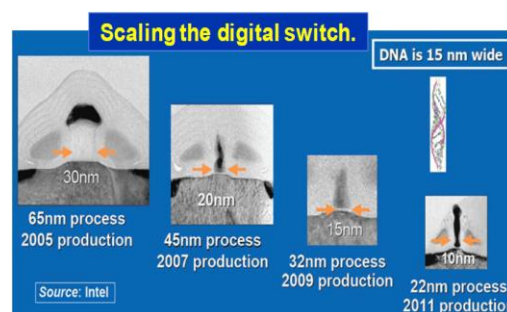 Scaling the digital switch.
DNA is 15 nm wide
30nm
65nm process
2005 production
20nm
45nm process
2007 production
15nm
32nm process
2009 production
10nm
22nm process
2011 production
Source: Intel